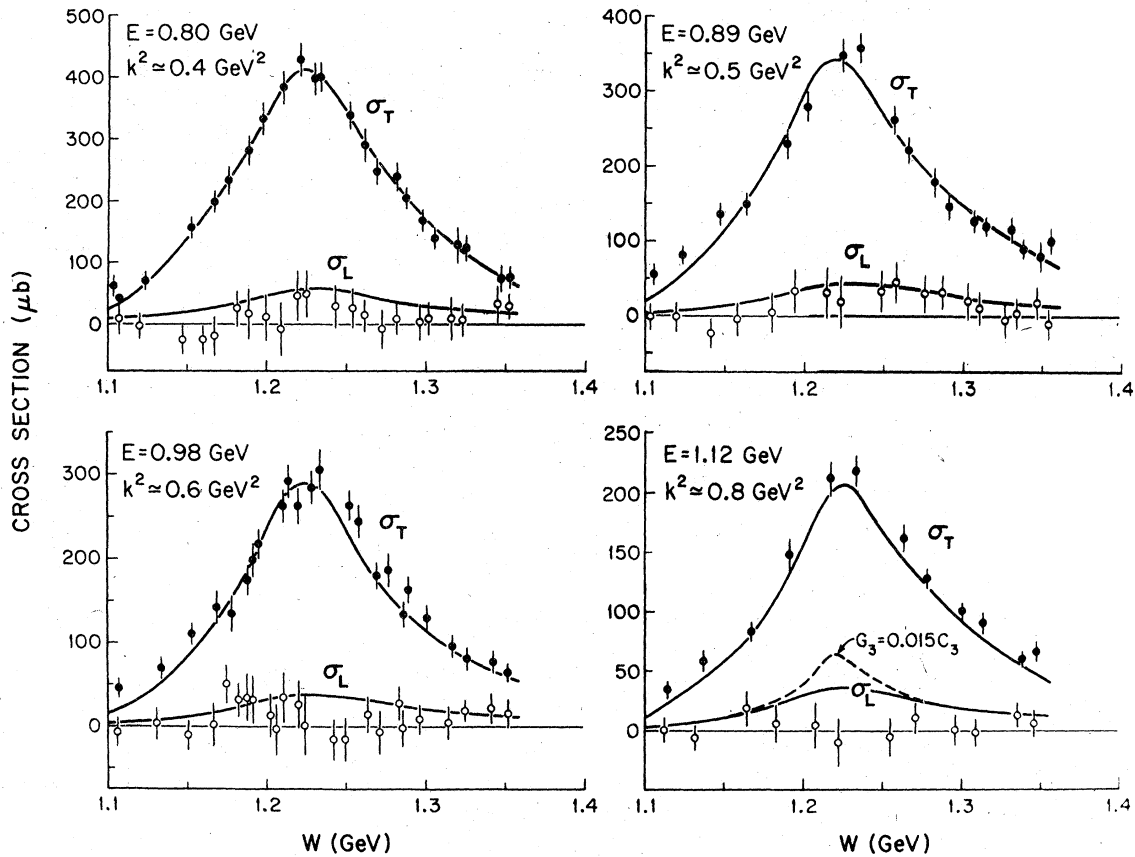 CROSS SECTION (μb)
E=0.80 GeV
k²≃0.4 GeV²
σT
σL
500
400
300
200
100
0
1.1
1.2
1.3
1.4
E=0.89 GeV
k²≃0.5 GeV²
σT
σL
400
300
200
100
0
1.1
1.2
1.3
1.4
E=0.98 GeV
k²≃0.6 GeV²
σT
σL
300
200
100
0
1.1
1.2
1.3
1.4
W (GeV)
E=1.12 GeV
k²≃0.8 GeV²
σT
G₃=0.015C₃
σL
250
200
150
100
50
0
1.1
1.2
1.3
1.4
W (GeV)